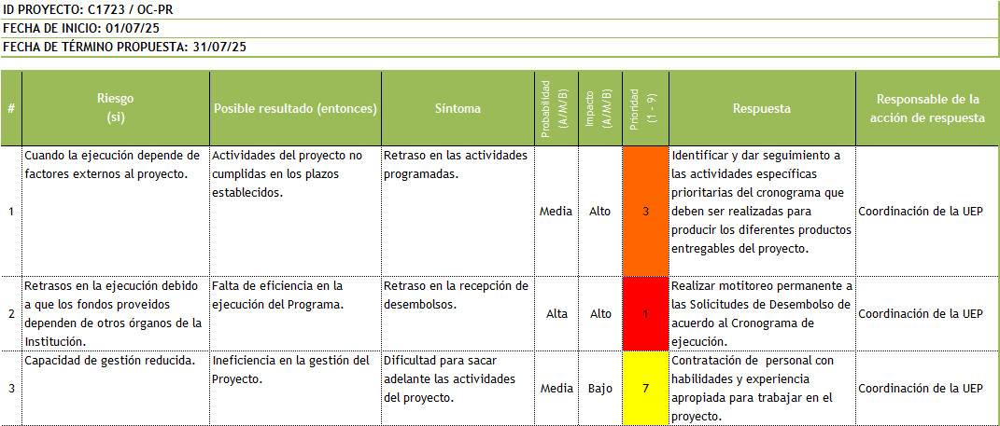 ID PROYECTO: C1723 / OC-PR
FECHA DE INICIO: 01/07/25
FECHA DE TÉRMINO PROPUESTA: 31/07/25
#
Riesgo
(si)
Posible resultado (entonces)
Síntoma
Probabilidad
(A/M/B)
Impacto
(A/M/B)
Prioridad
(1 - 9)
Respuesta
Responsable de la
acción de respuesta
1
Cuando la ejecución depende de
factores externos al proyecto.
Actividades del proyecto no
cumplidas en los plazos
establecidos.
Retraso en las actividades
programadas.
Media
Alto
3
Identificar y dar seguimiento a
las actividades específicas
prioritarias del cronograma que
deben ser realizadas para
producir los diferentes productos
entregables del proyecto.
Coordinación de la UEP
2
Retrasos en la ejecución debido
a que los fondos proveidos
dependen de otros órganos de la
Institución.
Falta de eficiencia en la
ejecución del Programa.
Retraso en la recepción de
desembolsos.
Alta
Alto
1
Realizar motitoreo permanente a
las Solicitudes de Desembolso de
acuerdo al Cronograma de
ejecución.
Coordinación de la UEP
3
Capacidad de gestión reducida.
Ineficiencia en la gestión del
Proyecto.
Dificultad para sacar
adelante las actividades
del proyecto.
Media
Bajo
7
Contratación de  personal con
habilidades y experiencia
apropiada para trabajar en el
proyecto.
Coordinación de la UEP